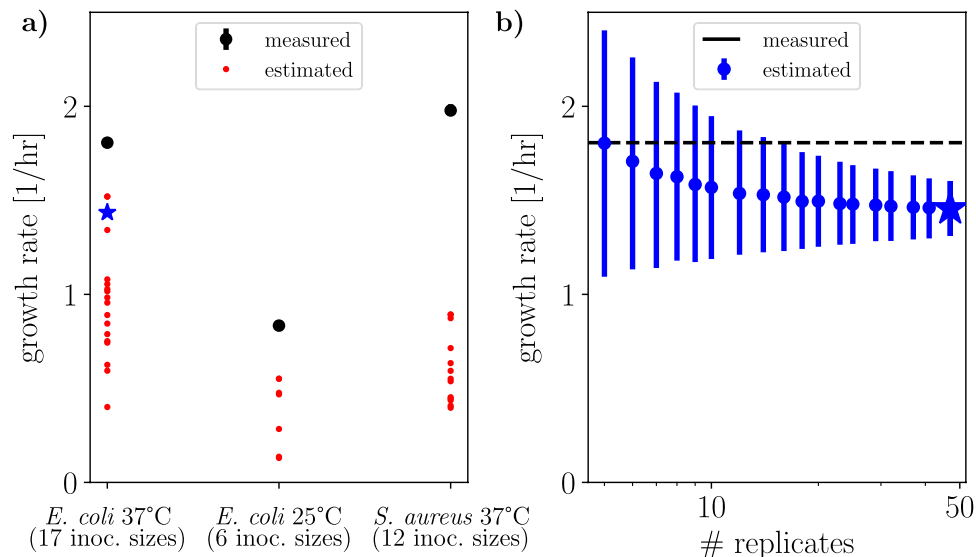 a)
measured
estimated
growth rate [1/hr]
2
1
0
E. coli 37°C
(17 inoc. sizes)
E. coli 25°C
(6 inoc. sizes)
S. aureus 37°C
(12 inoc. sizes)
b)
measured
estimated
growth rate [1/hr]
2
1
0
10
50
# replicates